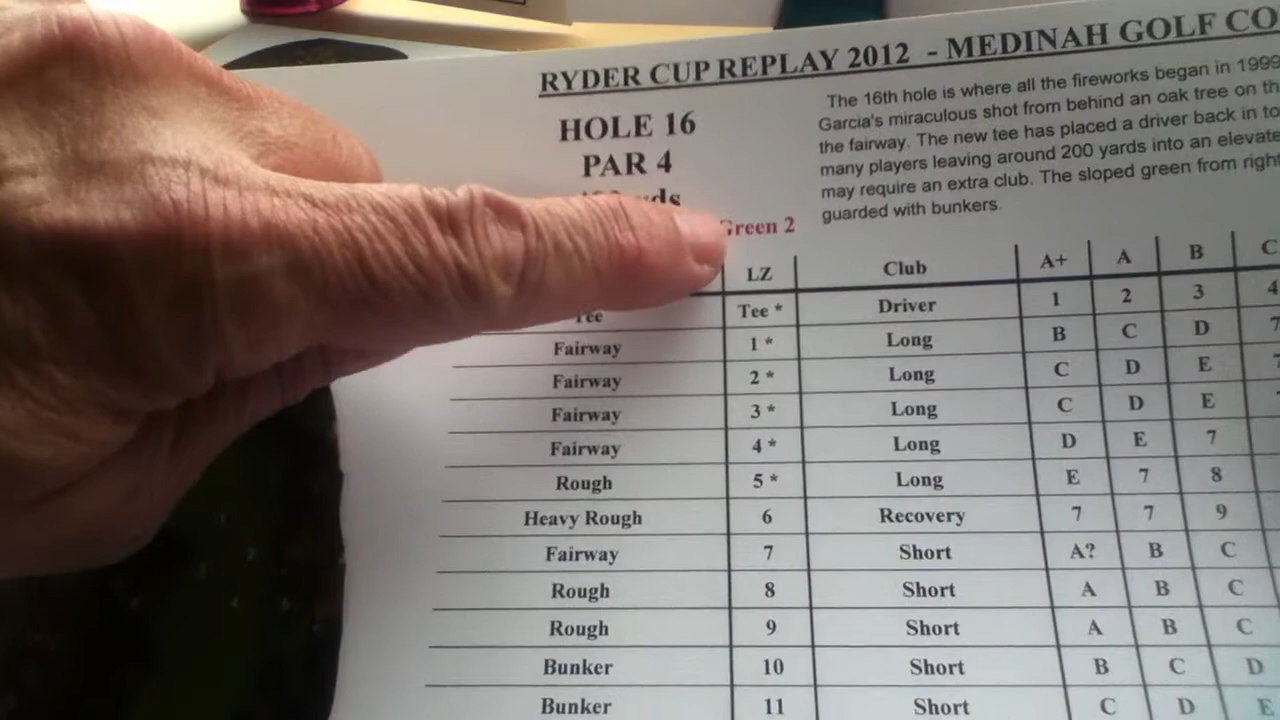 RYDER CUP REPLAY 2012 - MEDINAH GOLF CO
HOLE 16
PAR 4
Green 2
The 16th hole is where all the fireworks began in 1999
Garcia's miraculous shot from behind an oak tree on th
the fairway. The new tee has placed a driver back in to
many players leaving around 200 yards into an elevate
may require an extra club. The sloped green from right
guarded with bunkers.
LZ Club A+ A B C
Tee Tee * Driver 1 2 3 4
Fairway 1 * Long B C D 7
Fairway 2 * Long C D E
Fairway 3 * Long C D E
Fairway 4 * Long D E 7
Rough 5 * Long E 7 8
Heavy Rough 6 Recovery 7 7 9
Fairway 7 Short A? B C
Rough 8 Short A B C
Rough 9 Short A B C
Bunker 10 Short B C D
Bunker 11 Short C D E